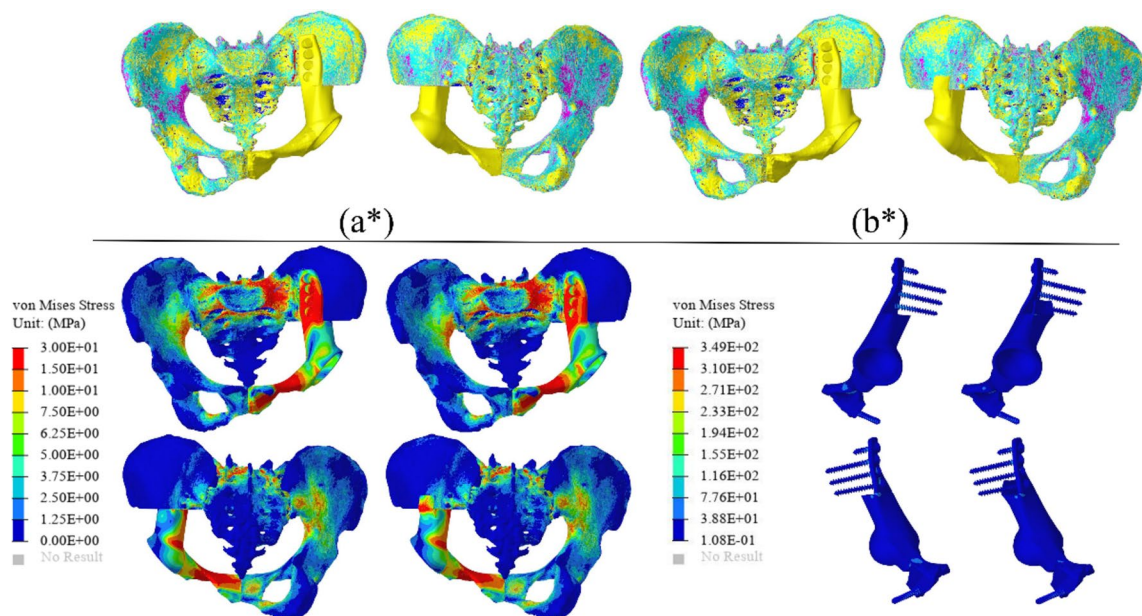 (a*)
(b*)
von Mises Stress
Unit: (MPa)
3.00E+01
1.50E+01
1.00E+01
7.50E+00
6.25E+00
5.00E+00
3.75E+00
2.50E+00
1.25E+00
0.00E+00
No Result
von Mises Stress
Unit: (MPa)
3.49E+02
3.10E+02
2.71E+02
2.33E+02
1.94E+02
1.55E+02
1.16E+02
7.76E+01
3.88E+01
1.08E-01
No Result